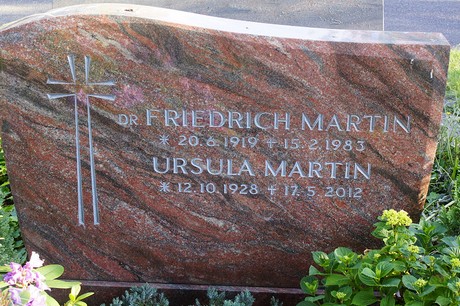 DR FRIEDRICH MARTIN
* 20.6.1919 + 15.2.1983
URSULA MARTIN
* 12.10.1928 + 17.5.2012